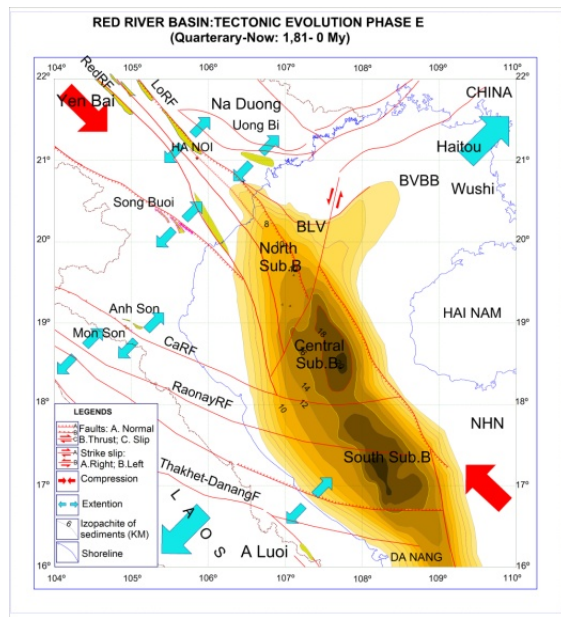 RED RIVER BASIN:TECTONIC EVOLUTION PHASE E
(Quarterary-Now: 1,81- 0 My)
104° 105° 106° 107° 108° 109° 110°
22° 22°
RedRF
LoRF
Yen Bai
Na Duong
CHINA
Uong Bi
HA NOI
Haitou
21° 21°
BVBB
Wushi
Song Buoi
BLV
8
20° 20°
North
Sub.B
Anh Son
HAI NAM
19° 19°
Mon Son
CaRF
18
Central
Sub.B
14
RaonayRF
10
12
18° 18°
LEGENDS
Faults: A. Normal
B.Thrust; C. Slip
Strike slip:
A.Right; B.Left
Compression
Extention
Izopachite of
sediments (KM)
Shoreline
NHN
South Sub.B
Thakhet-DanangF
17° 17°
LAOS
A Luoi
DA NANG
16° 16°
104° 105° 106° 107° 108° 109° 110°